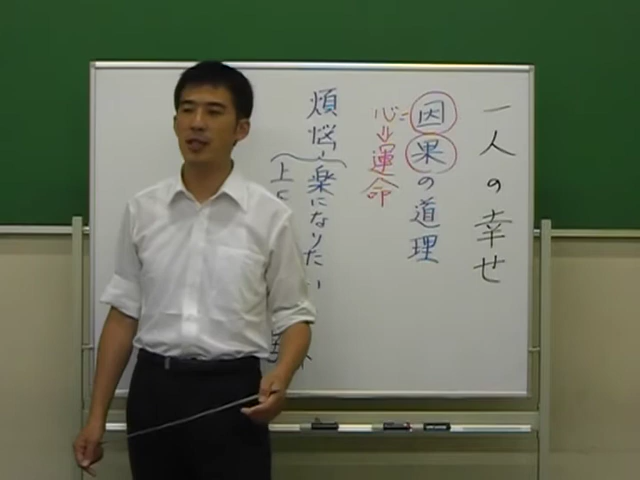 一人の幸せ
因果の道理
心=
⇓
運命
煩悩
楽になりたい
上